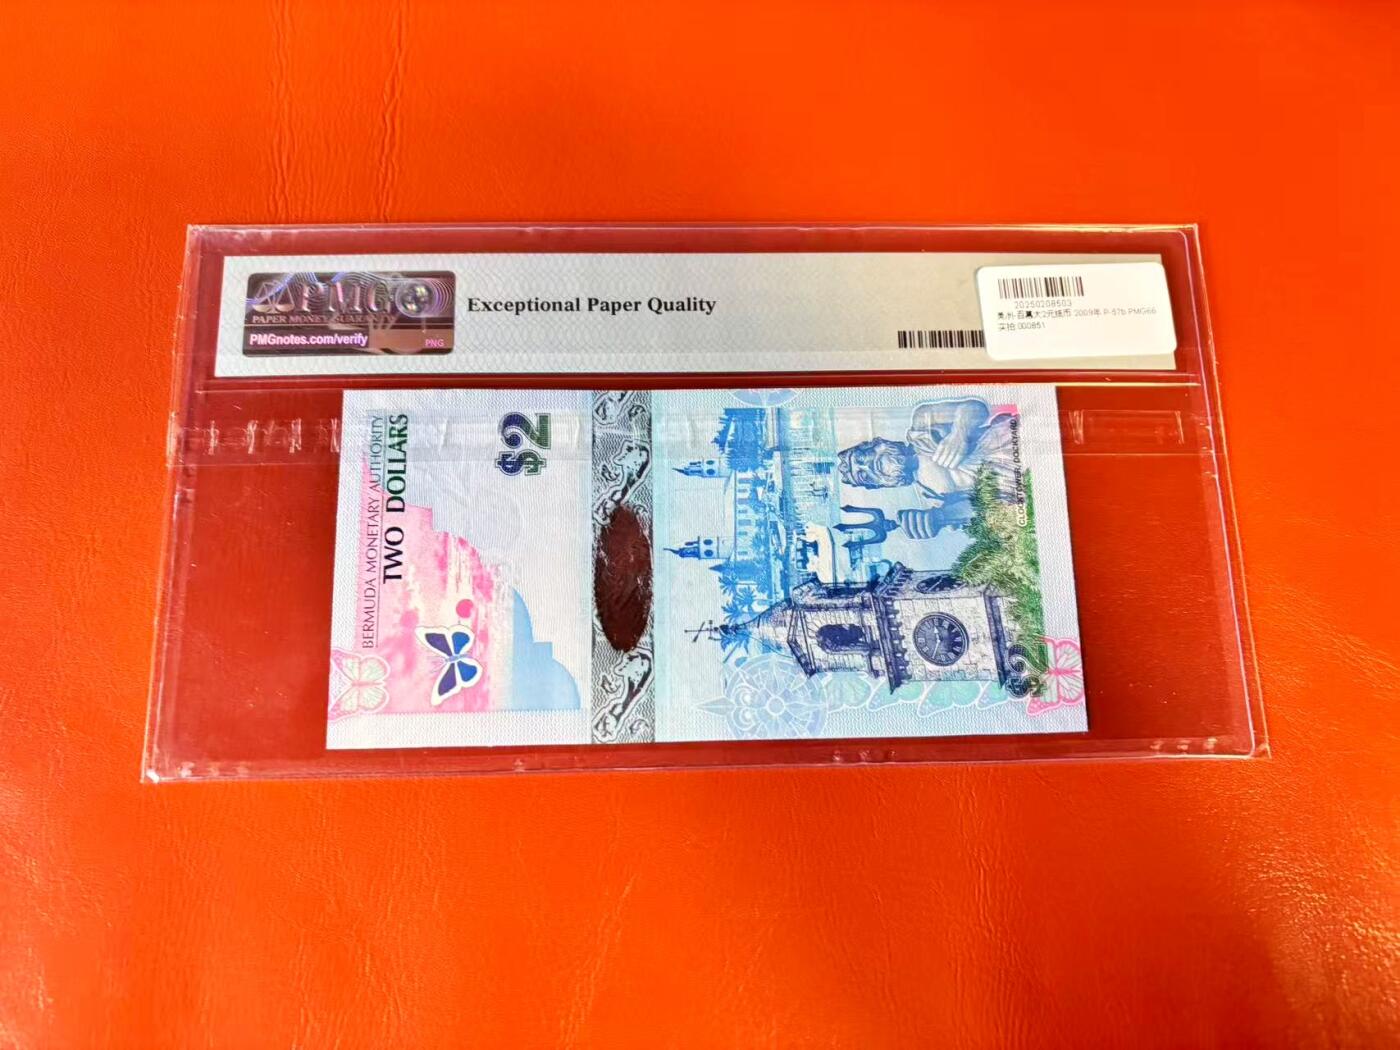 PMG
PAPER MONEY GUARANTY
PMGnotes.com/verify
PNG
Exceptional Paper Quality
20250208503
美洲-百慕大2元纸币 2009年 P-57b PMG66
实拍 000851
BERMUDA MONETARY AUTHORITY
TWO DOLLARS
$2
CLOCKTOWER, DOCKYARD
$2